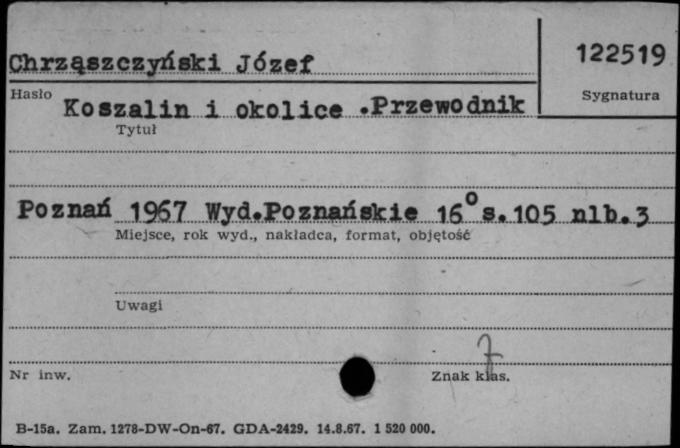 Chrząszczyński Józef
122519
Hasło
Sygnatura
Koszalin i okolice .Przewodnik
Tytuł
Poznań 1967 Wyd.Poznańskie 16° s.105 nlb.3
Miejsce, rok wyd., nakładca, format, objętość
Uwagi
7
Nr inw.
Znak klas.
B-15a. Zam. 1278-DW-On-67. GDA-2429. 14.8.67. 1 520 000.